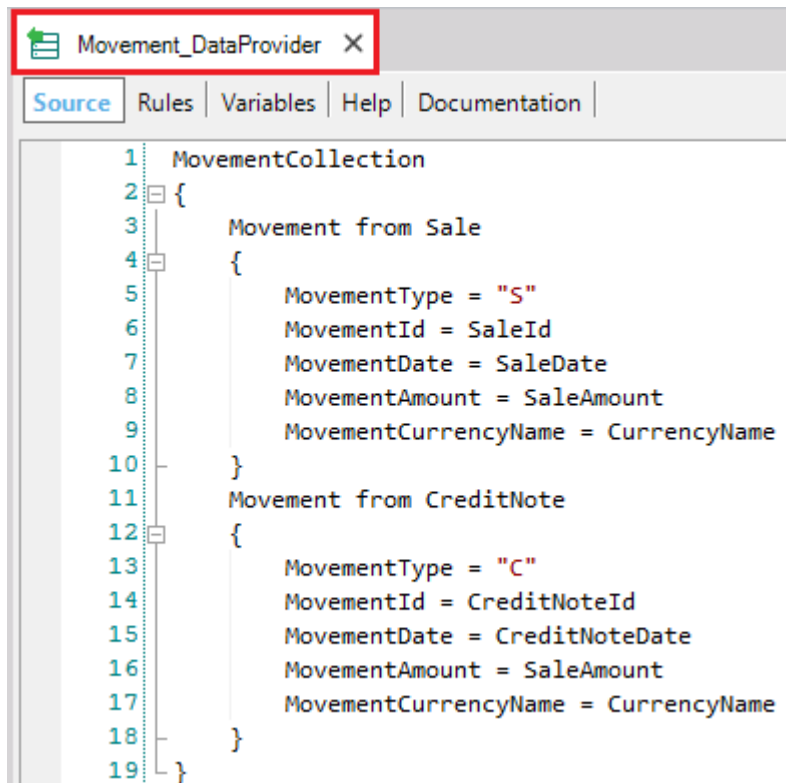 Movement_DataProvider ×
Source Rules Variables Help Documentation
1 MovementCollection
2 {
3 Movement from Sale
4 {
5 MovementType = "S"
6 MovementId = SaleId
7 MovementDate = SaleDate
8 MovementAmount = SaleAmount
9 MovementCurrencyName = CurrencyName
10 }
11 Movement from CreditNote
12 {
13 MovementType = "C"
14 MovementId = CreditNoteId
15 MovementDate = CreditNoteDate
16 MovementAmount = SaleAmount
17 MovementCurrencyName = CurrencyName
18 }
19 }